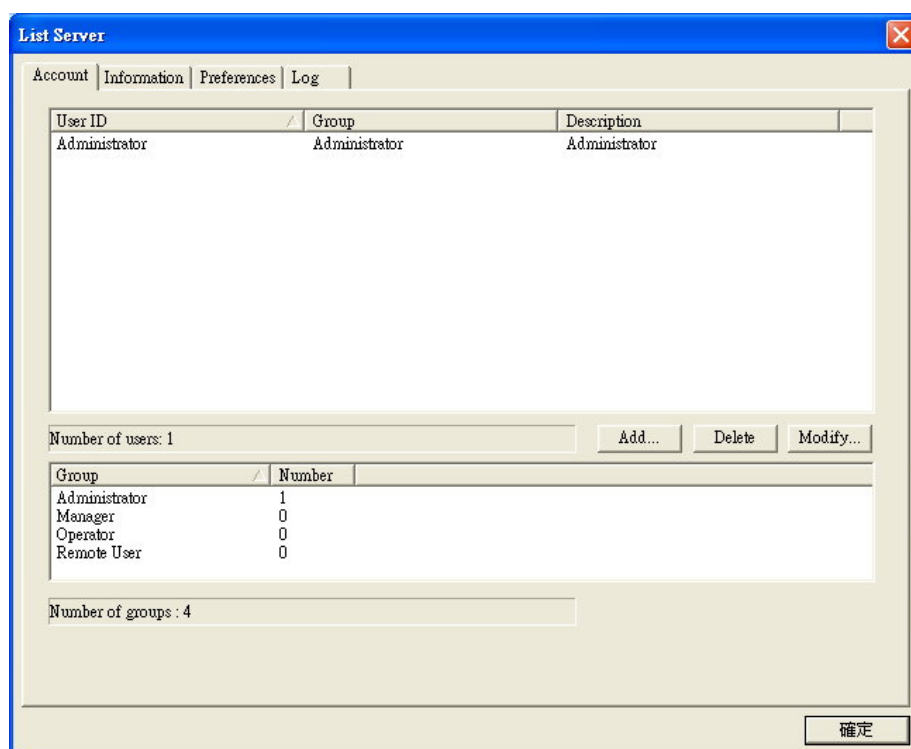 List Server
Account Information Preferences Log
User ID Group Description
Administrator Administrator Administrator
Number of users: 1 Add... Delete Modify...
Group Number
Administrator 1
Manager 0
Operator 0
Remote User 0
Number of groups : 4
確定